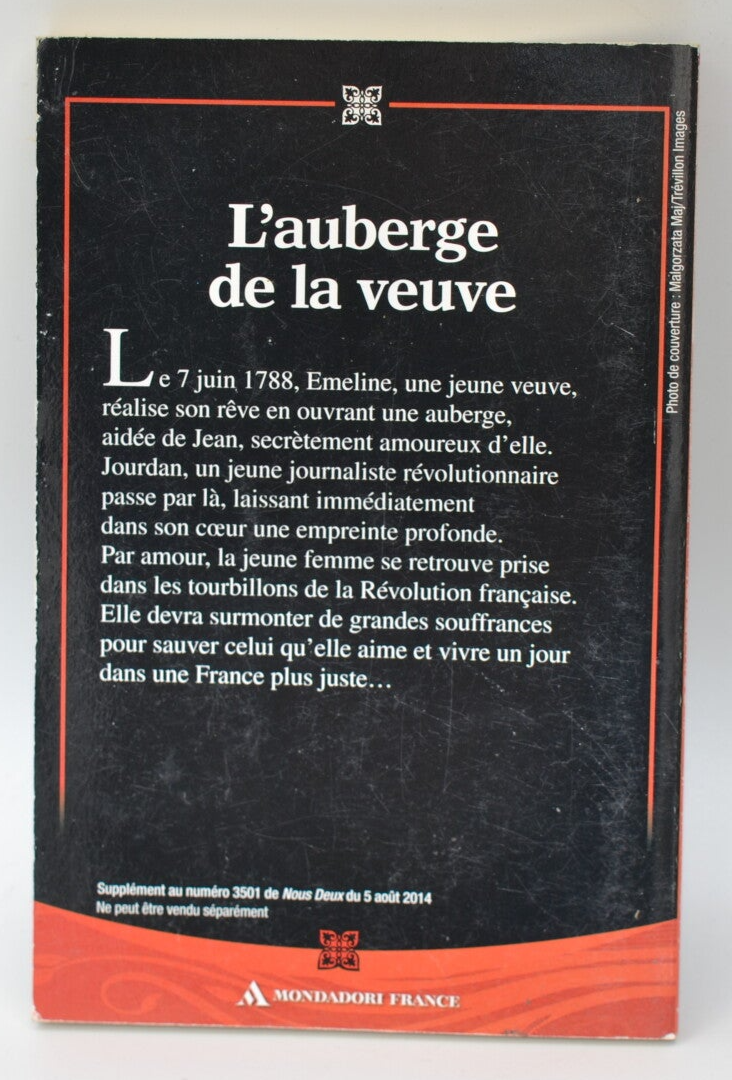 L'auberge
de la veuve
Le 7 juin 1788, Emeline, une jeune veuve,
réalise son rêve en ouvrant une auberge,
aidée de Jean, secrètement amoureux d'elle.
Jourdan, un jeune journaliste révolutionnaire
passe par là, laissant immédiatement
dans son cœur une empreinte profonde.
Par amour, la jeune femme se retrouve prise
dans les tourbillons de la Révolution française.
Elle devra surmonter de grandes souffrances
pour sauver celui qu'elle aime et vivre un jour
dans une France plus juste…
Supplément au numéro 3501 de Nous Deux du 5 août 2014
Ne peut être vendu séparément
MONDADORI FRANCE
Photo de couverture : Malgorzata Maj/Trévillon Images